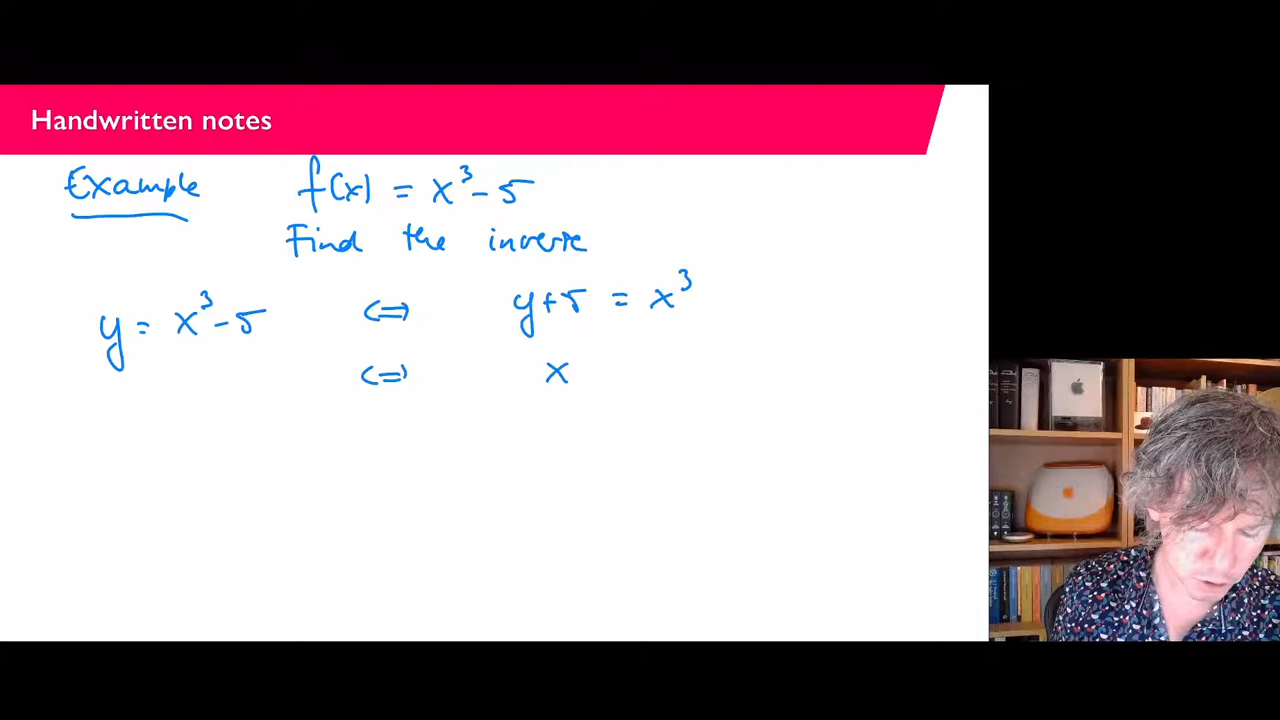 Handwritten notes
Example f(x) = x³ - 5
Find the inverse
y = x³ - 5 <=> y + 5 = x³
<=> x